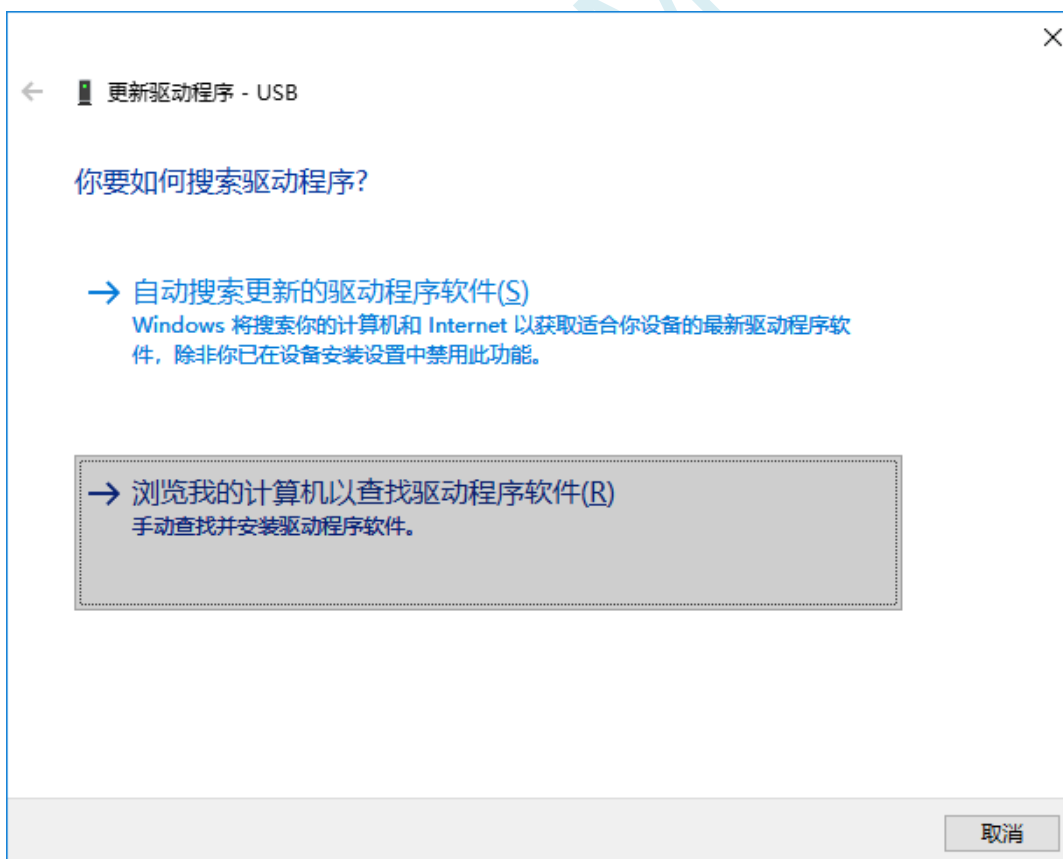 更新驱动程序 - USB
你要如何搜索驱动程序?
自动搜索更新的驱动程序软件(S)
Windows 将搜索你的计算机和 Internet 以获取适合你设备的最新驱动程序软
件，除非你已在设备安装设置中禁用此功能。
浏览我的计算机以查找驱动程序软件(R)
手动查找并安装驱动程序软件。
取消